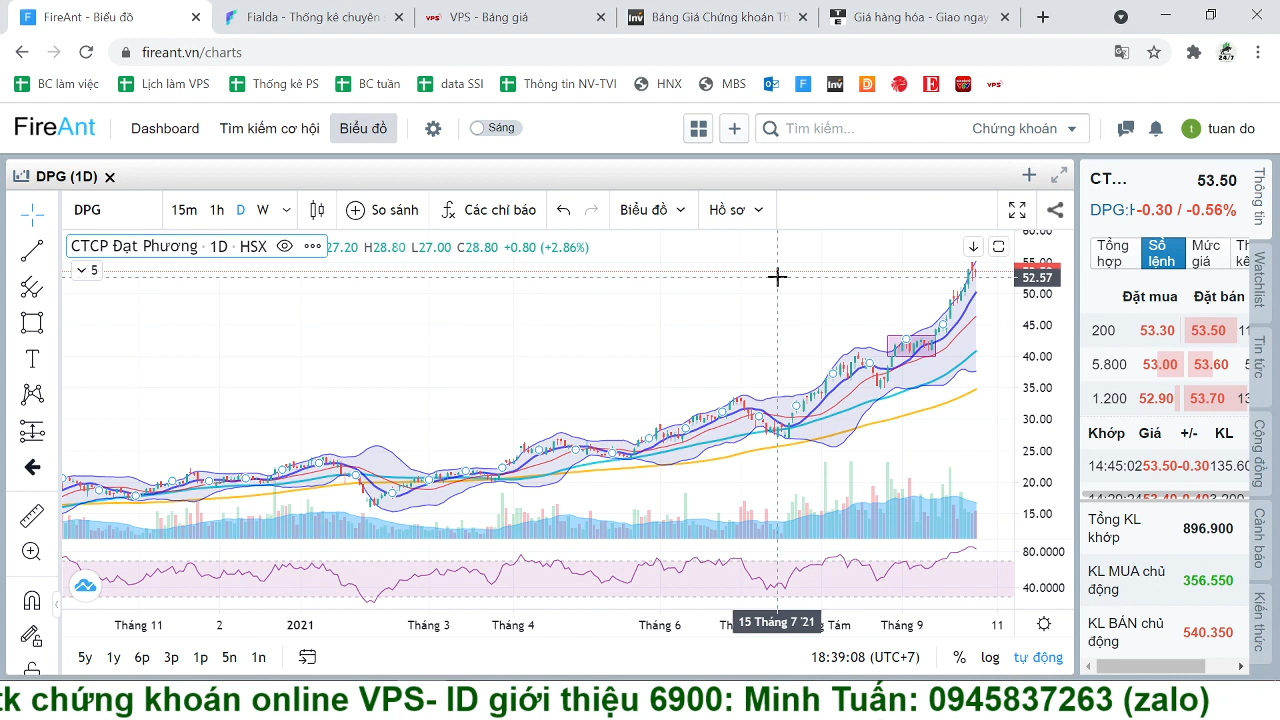 FireAnt - Biểu đồ
Fialda - Thống kê chuyên s
VPS - Bảng giá
Bảng Giá Chứng khoán Th
Giá hàng hóa - Giao ngay
fireant.vn/charts
24/7
BC làm việc
Lịch làm VPS
Thống kê PS
BC tuần
data SSI
Thông tin NV-TVI
HNX
MBS
FireAnt
Dashboard
Tìm kiếm cơ hội
Biểu đồ
Sáng
Tìm kiếm...
Chứng khoán
tuan do
DPG (1D)
DPG
15m
1h
D
W
So sánh
Các chỉ báo
Biểu đồ
Hồ sơ
CTCP Đạt Phương · 1D · HSX
27.20 H28.80 L27.00 C28.80 +0.80 (+2.86%)
5
60.00
55.00
52.57
50.00
45.00
40.00
35.00
30.00
25.00
20.00
15.00
80.0000
40.0000
Tháng 11
2
2021
Tháng 3
Tháng 4
Tháng 6
15 Tháng 7 '21
Tám
Tháng 9
11
5y
1y
6p
3p
1p
5n
1n
18:39:08 (UTC+7)
%
log
tự động
CT...
53.50
DPG:H
-0.30 / -0.56%
Tổng hợp
Sổ lệnh
Mức giá
Đặt mua
Đặt bán
200
53.30
53.50
5.800
53.00
53.60
1.200
52.90
53.70
Khớp
Giá
+/-
KL
14:45:02
53.50
-0.30
135.60
Tổng KL khớp
896.900
KL MUA chủ động
356.550
KL BÁN chủ động
540.350
Thông tin
Watchlist
Tin tức
Cộng đồng
Cảnh báo
Kiến thức
tk chứng khoán online VPS- ID giới thiệu 6900: Minh Tuấn: 0945837263 (zalo)